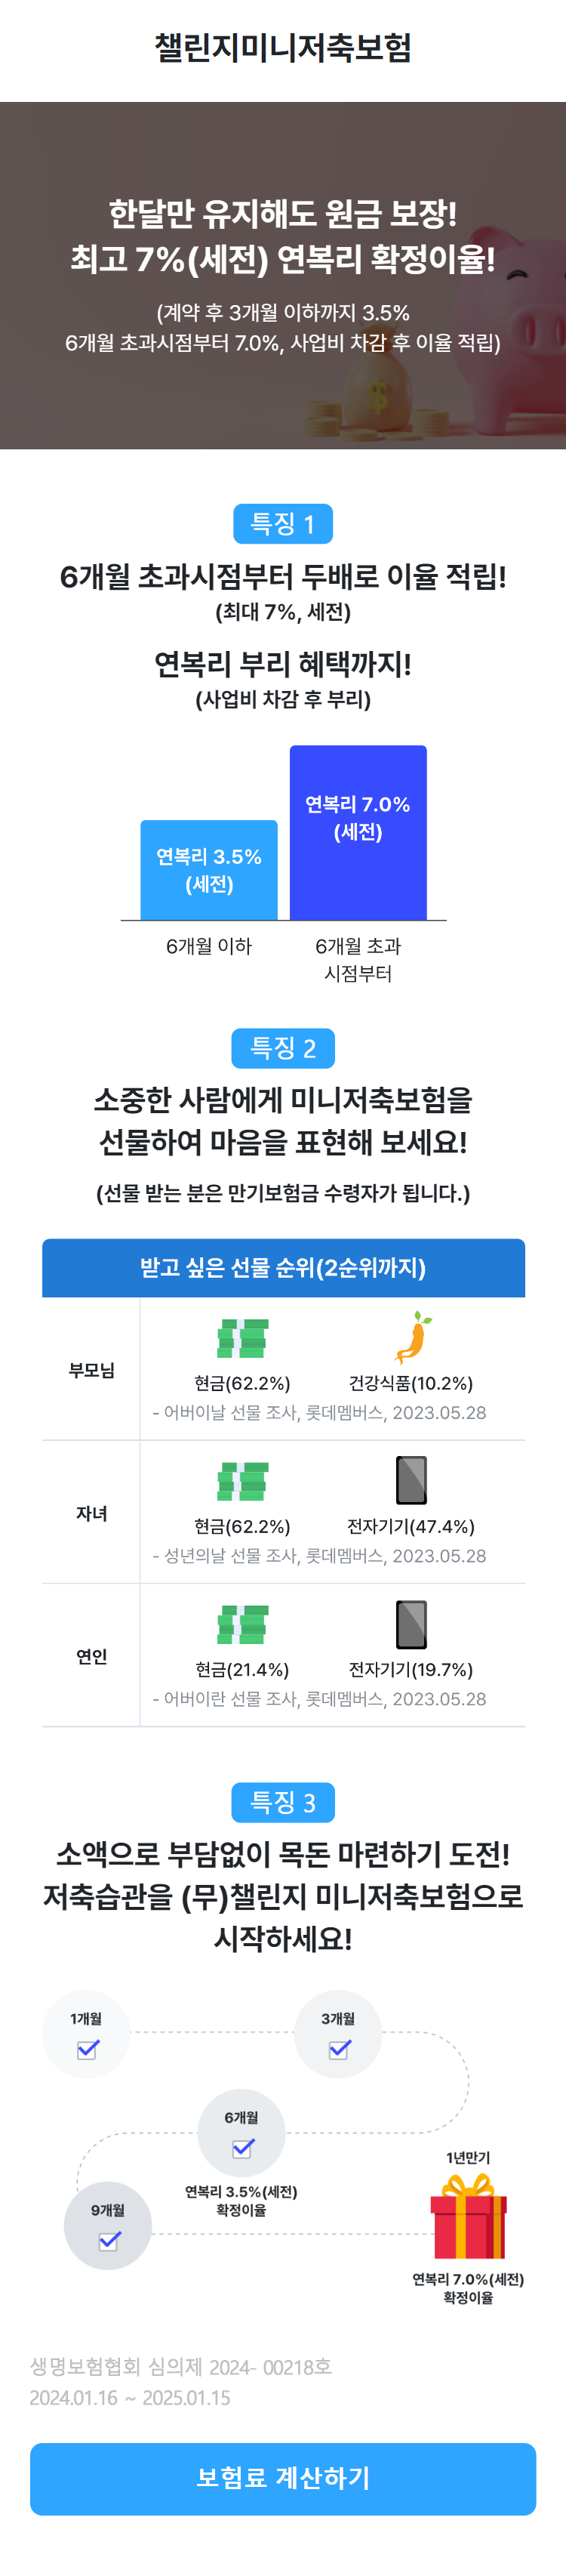 챌린지미니저축보험
한달만 유지해도 원금 보장!
최고 7%(세전) 연복리 확정이율!
(계약 후 3개월 이하까지 3.5%
6개월 초과시점부터 7.0%, 사업비 차감 후 이율 적립)
특징 1
6개월 초과시점부터 두배로 이율 적립!
(최대 7%, 세전)
연복리 부리 혜택까지!
(사업비 차감 후 부리)
연복리 7.0%
(세전)
연복리 3.5%
(세전)
6개월 이하
6개월 초과
시점부터
특징 2
소중한 사람에게 미니저축보험을
선물하여 마음을 표현해 보세요!
(선물 받는 분은 만기보험금 수령자가 됩니다.)
받고 싶은 선물 순위(2순위까지)
부모님
현금(62.2%)
건강식품(10.2%)
- 어버이날 선물 조사, 롯데멤버스, 2023.05.28
자녀
현금(62.2%)
전자기기(47.4%)
- 성년의날 선물 조사, 롯데멤버스, 2023.05.28
연인
현금(21.4%)
전자기기(19.7%)
- 어버이란 선물 조사, 롯데멤버스, 2023.05.28
특징 3
소액으로 부담없이 목돈 마련하기 도전!
저축습관을 (무)챌린지 미니저축보험으로
시작하세요!
1개월
3개월
6개월
연복리 3.5%(세전)
확정이율
9개월
1년만기
연복리 7.0%(세전)
확정이율
생명보험협회 심의제 2024- 00218호
2024.01.16 ~ 2025.01.15
보험료 계산하기